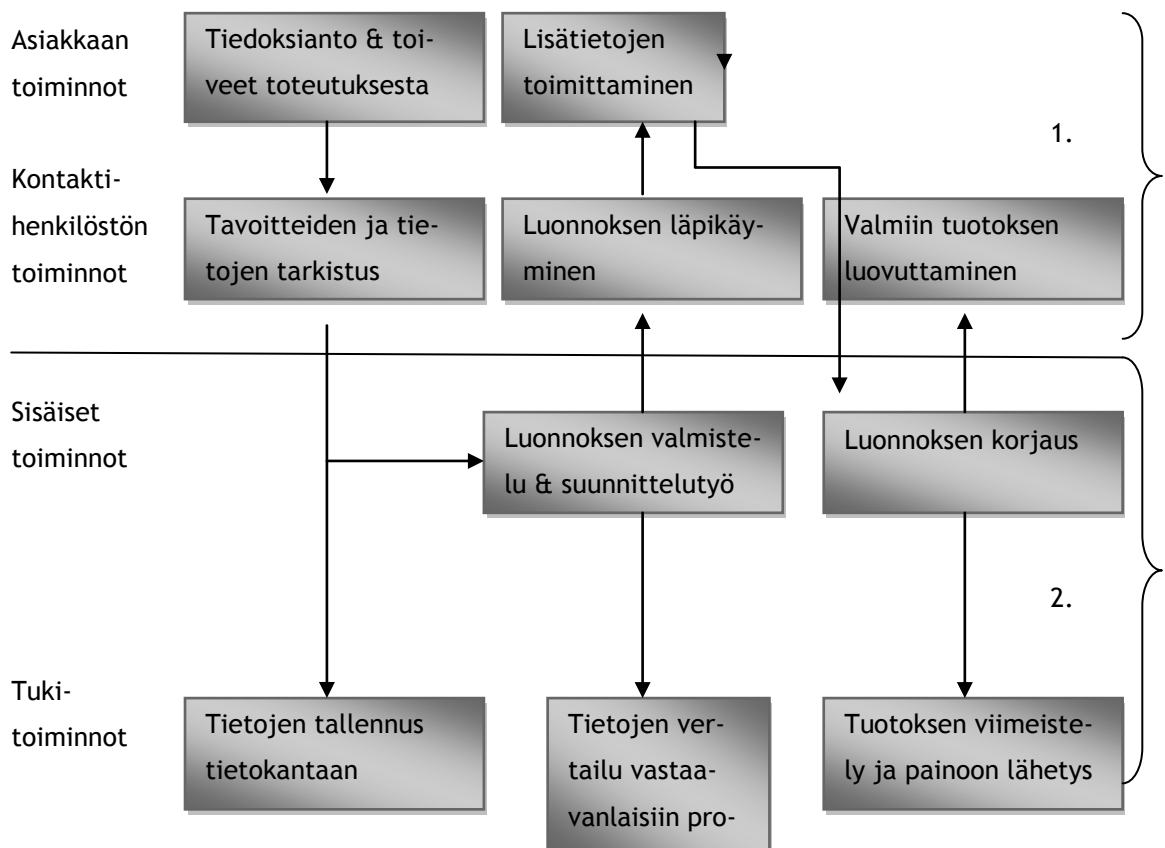 Asiakkaan
toiminnot
Tiedoksianto & toi-
veet toteutuksesta
Lisätietojen
toimittaminen
1.
Kontakti-
henkilöstön
toiminnot
Tavoitteiden ja tie-
tojen tarkistus
Luonnoksen läpikäy-
minen
Valmiin tuotoksen
luovuttaminen
Sisäiset
toiminnot
Luonnoksen valmiste-
lu & suunnittelutyö
Luonnoksen korjaus
2.
Tuki-
toiminnot
Tietojen tallennus
tietokantaan
Tietojen ver-
tailu vastaa-
vanlaisiin pro-
Tuotoksen viimeiste-
ly ja painoon lähetys